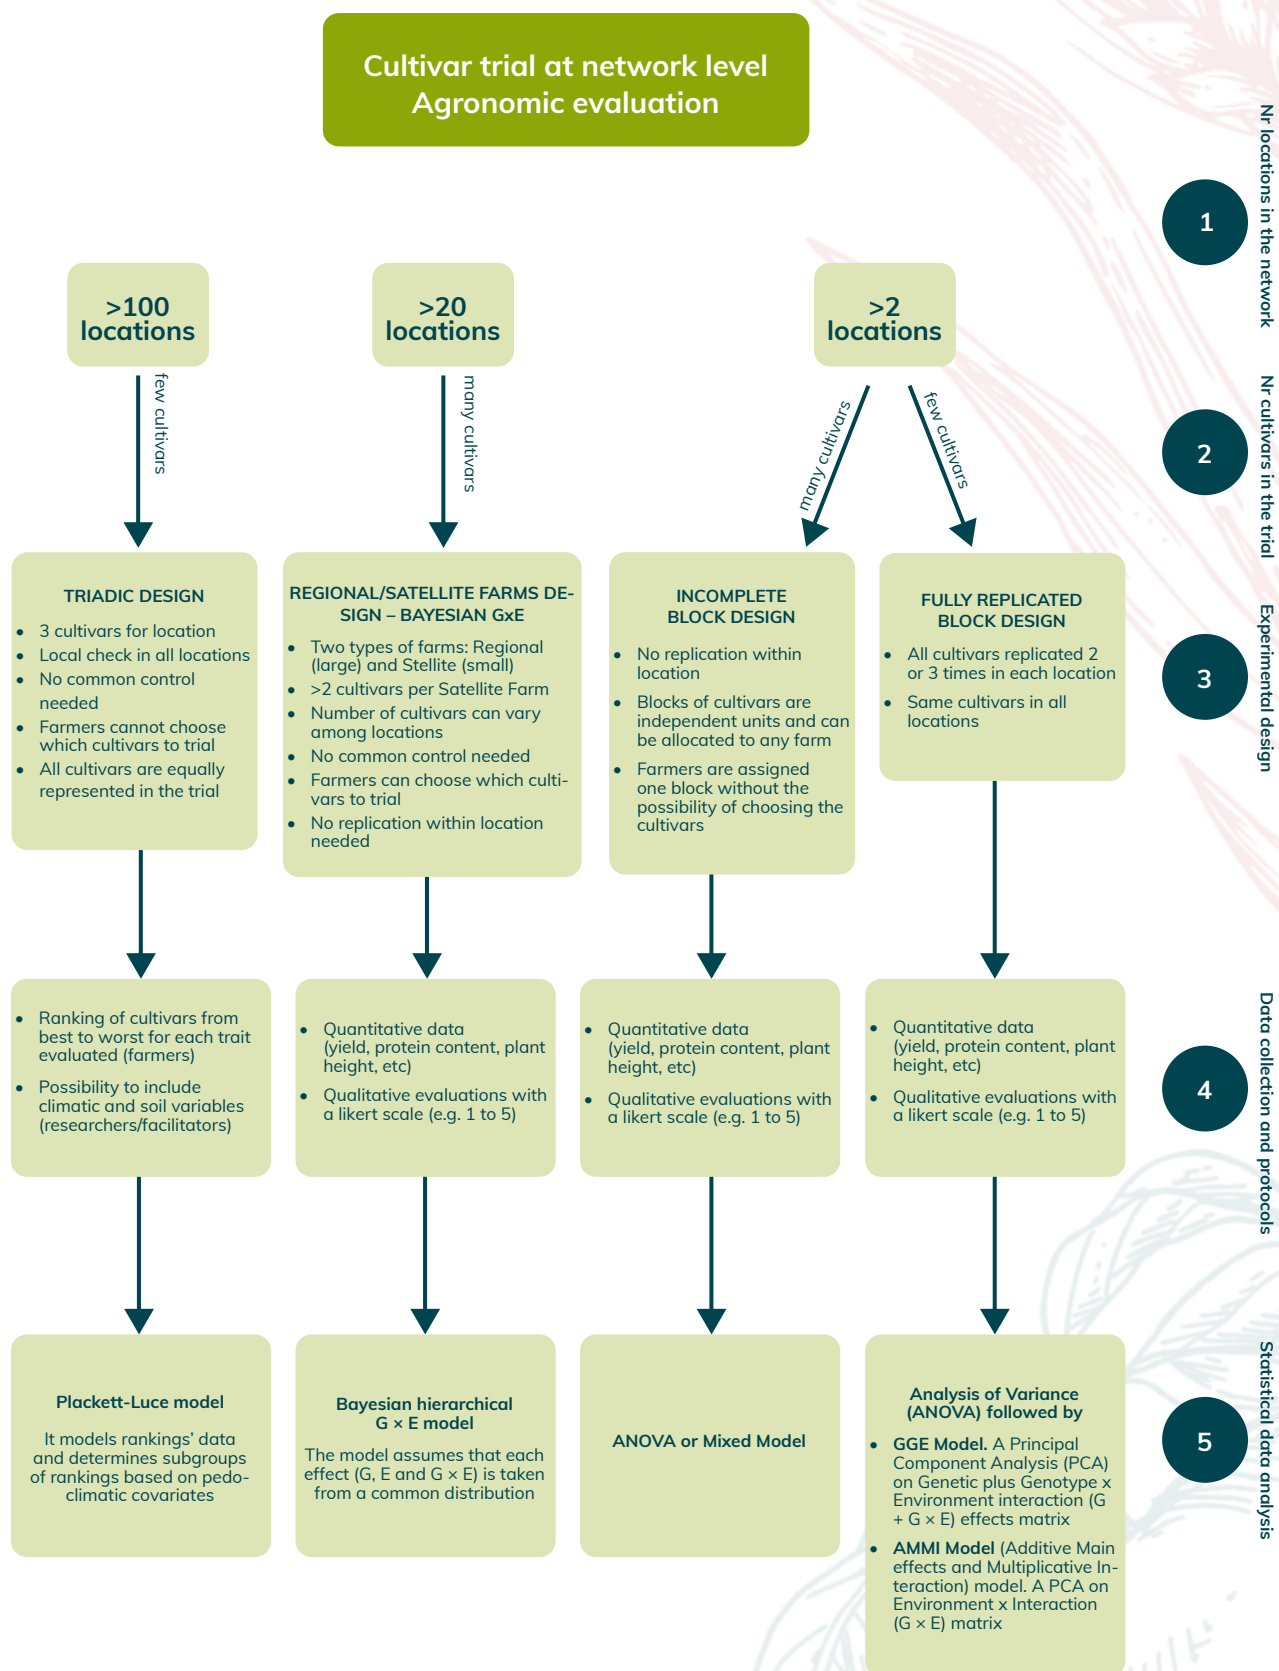 Cultivar trial at network level
Agronomic evaluation
Nr locations in the network
1
>100
locations
>20
locations
>2
locations
few cultivars
many cultivars
many cultivars
few cultivars
2
Nr cultivars in the trial
TRIADIC DESIGN
• 3 cultivars for location
• Local check in all locations
• No common control
needed
• Farmers cannot choose
which cultivars to trial
• All cultivars are equally
represented in the trial
REGIONAL/SATELLITE FARMS DE-
SIGN – BAYESIAN GxE
• Two types of farms: Regional
(large) and Stellite (small)
• >2 cultivars per Satellite Farm
• Number of cultivars can vary
among locations
• No common control needed
• Farmers can choose which culti-
vars to trial
• No replication within location
needed
INCOMPLETE
BLOCK DESIGN
• No replication within
location
• Blocks of cultivars are
independent units and can
be allocated to any farm
• Farmers are assigned
one block without the
possibility of choosing the
cultivars
FULLY REPLICATED
BLOCK DESIGN
• All cultivars replicated 2
or 3 times in each location
• Same cultivars in all
locations
3
Experimental design
• Ranking of cultivars from
best to worst for each trait
evaluated (farmers)
• Possibility to include
climatic and soil variables
(researchers/facilitators)
• Quantitative data
(yield, protein content, plant
height, etc)
• Qualitative evaluations with
a likert scale (e.g. 1 to 5)
• Quantitative data
(yield, protein content, plant
height, etc)
• Qualitative evaluations with
a likert scale (e.g. 1 to 5)
• Quantitative data
(yield, protein content, plant
height, etc)
• Qualitative evaluations with
a likert scale (e.g. 1 to 5)
4
Data collection and protocols
Plackett-Luce model
It models rankings’ data
and determines subgroups
of rankings based on pedo-
climatic covariates
Bayesian hierarchical
G × E model
The model assumes that each
effect (G, E and G × E) is taken
from a common distribution
ANOVA or Mixed Model
Analysis of Variance
(ANOVA) followed by
• GGE Model. A Principal
Component Analysis (PCA)
on Genetic plus Genotype x
Environment interaction (G
+ G × E) effects matrix
• AMMI Model (Additive Main
effects and Multiplicative In-
teraction) model. A PCA on
Environment x Interaction
(G × E) matrix
5
Statistical data analysis